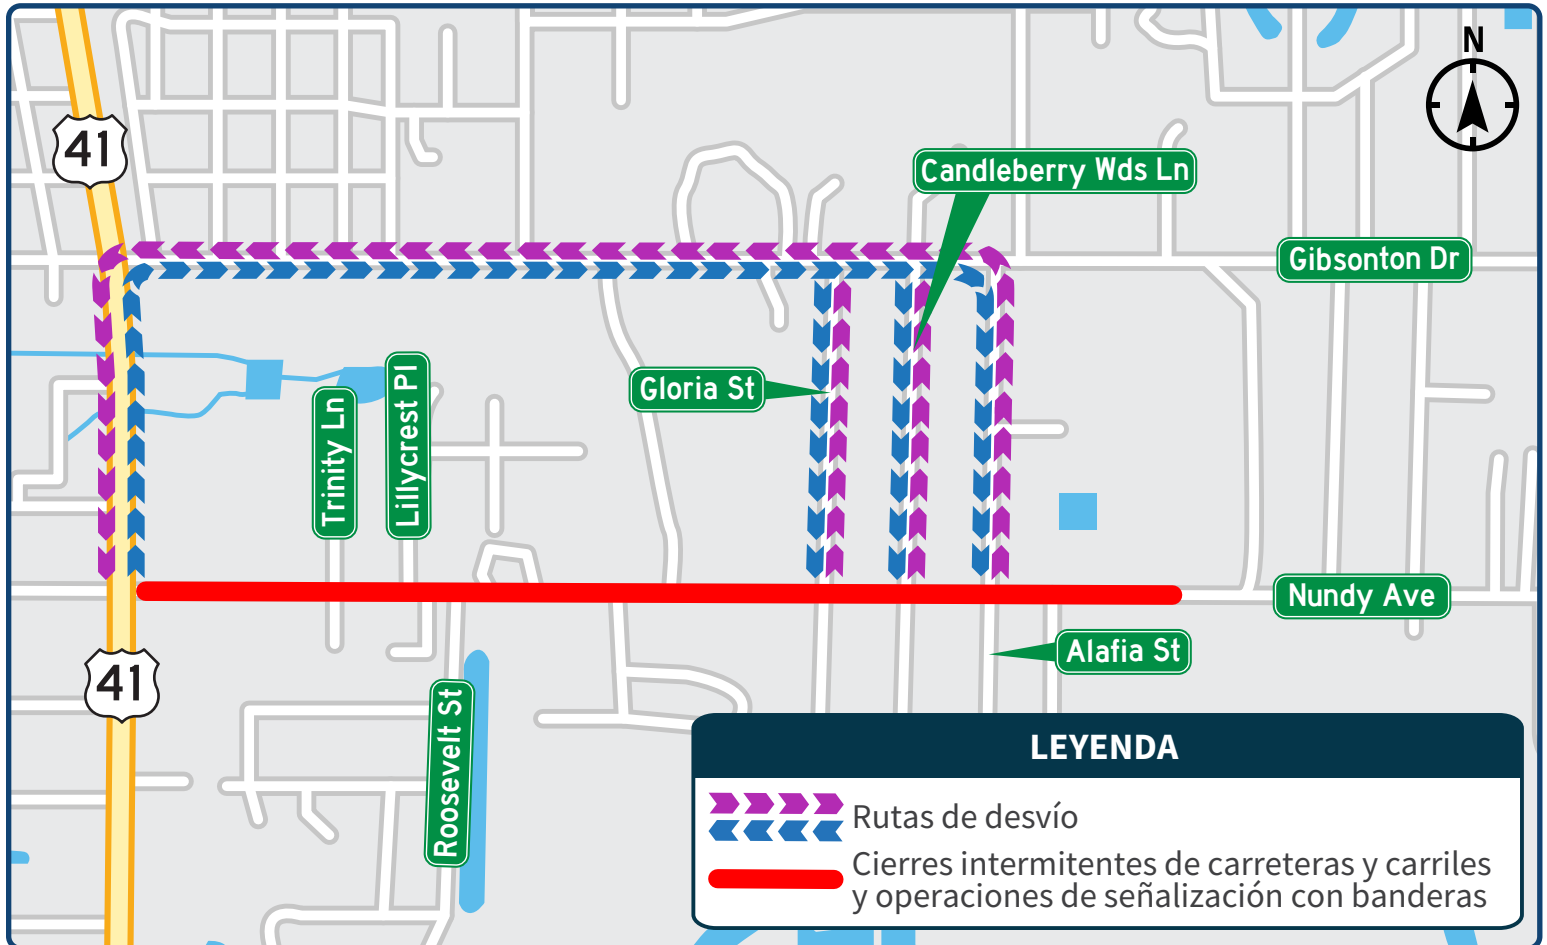 N
41
Candleberry Wds Ln
Gibsonton Dr
Gloria St
Trinity Ln
Lillycrest Pl
Nundy Ave
Alafia St
41
Roosevelt St
LEYENDA
Rutas de desvío
Cierres intermitentes de carreteras y carriles
y operaciones de señalización con banderas